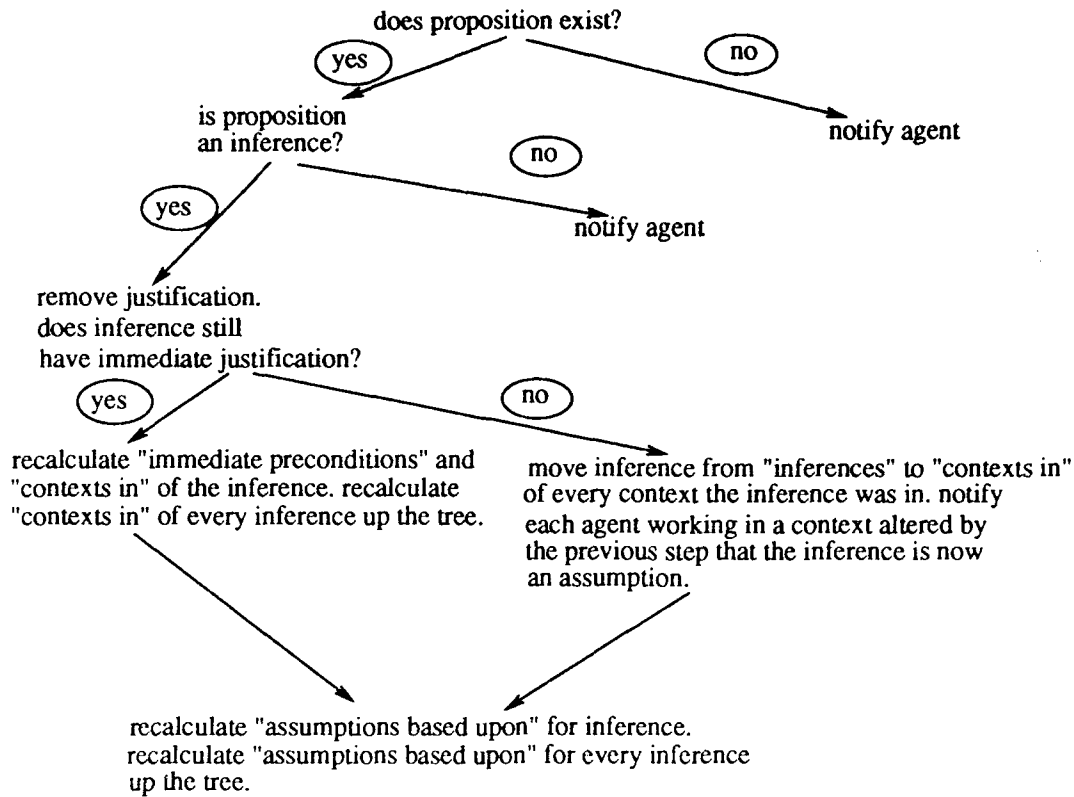 does proposition exist?
yes
no
is proposition
an inference?
notify agent
no
yes
notify agent
remove justification.
does inference still
have immediate justification?
yes
no
recalculate "immediate preconditions" and
"contexts in" of the inference. recalculate
"contexts in" of every inference up the tree.
move inference from "inferences" to "contexts in"
of every context the inference was in. notify
each agent working in a context altered by
the previous step that the inference is now
an assumption.
recalculate "assumptions based upon" for inference.
recalculate "assumptions based upon" for every inference
up the tree.